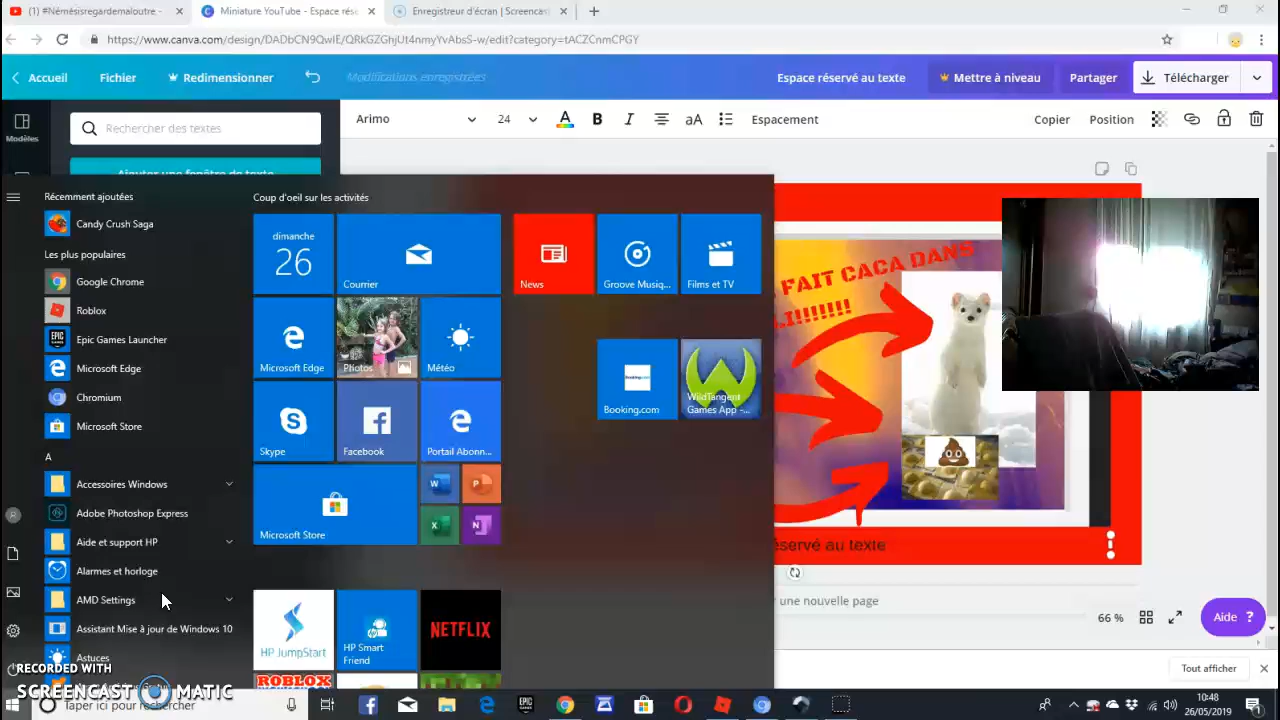 (1) #Némésisregardemaloutre -
Miniature YouTube - Espace rése
Enregistreur d'écran | Screencas
https://www.canva.com/design/DADbCN9QwIE/QRkGZGhjUt4nmyYvAbsS-w/edit?category=tACZCnmCPGY
Accueil
Fichier
Redimensionner
Modifications enregistrées
Espace réservé au texte
Mettre à niveau
Partager
Télécharger
Modèles
Rechercher des textes
Arimo
24
A
B
I
aA
Espacement
Copier
Position
Ajouter une fenêtre de texte
Récemment ajoutées
Candy Crush Saga
Les plus populaires
Google Chrome
Roblox
Epic Games Launcher
Microsoft Edge
Chromium
Microsoft Store
A
Accessoires Windows
Adobe Photoshop Express
Aide et support HP
Alarmes et horloge
AMD Settings
Assistant Mise à jour de Windows 10
Astuces
Coup d'oeil sur les activités
dimanche
26
Courrier
News
Groove Musiq...
Films et TV
Microsoft Edge
Photos
Météo
Booking.com
WildTangent
Games App -...
Skype
Facebook
Portail Abonn...
Microsoft Store
HP JumpStart
HP Smart
Friend
NETFLIX
ROBLOX
FAIT CACA DANS
LI!!!!!!!
éservé au texte
une nouvelle page
66 %
Aide ?
Tout afficher
RECORDED WITH
SCREENCAST MATIC
Taper ici pour rechercher
10:48
26/05/2019